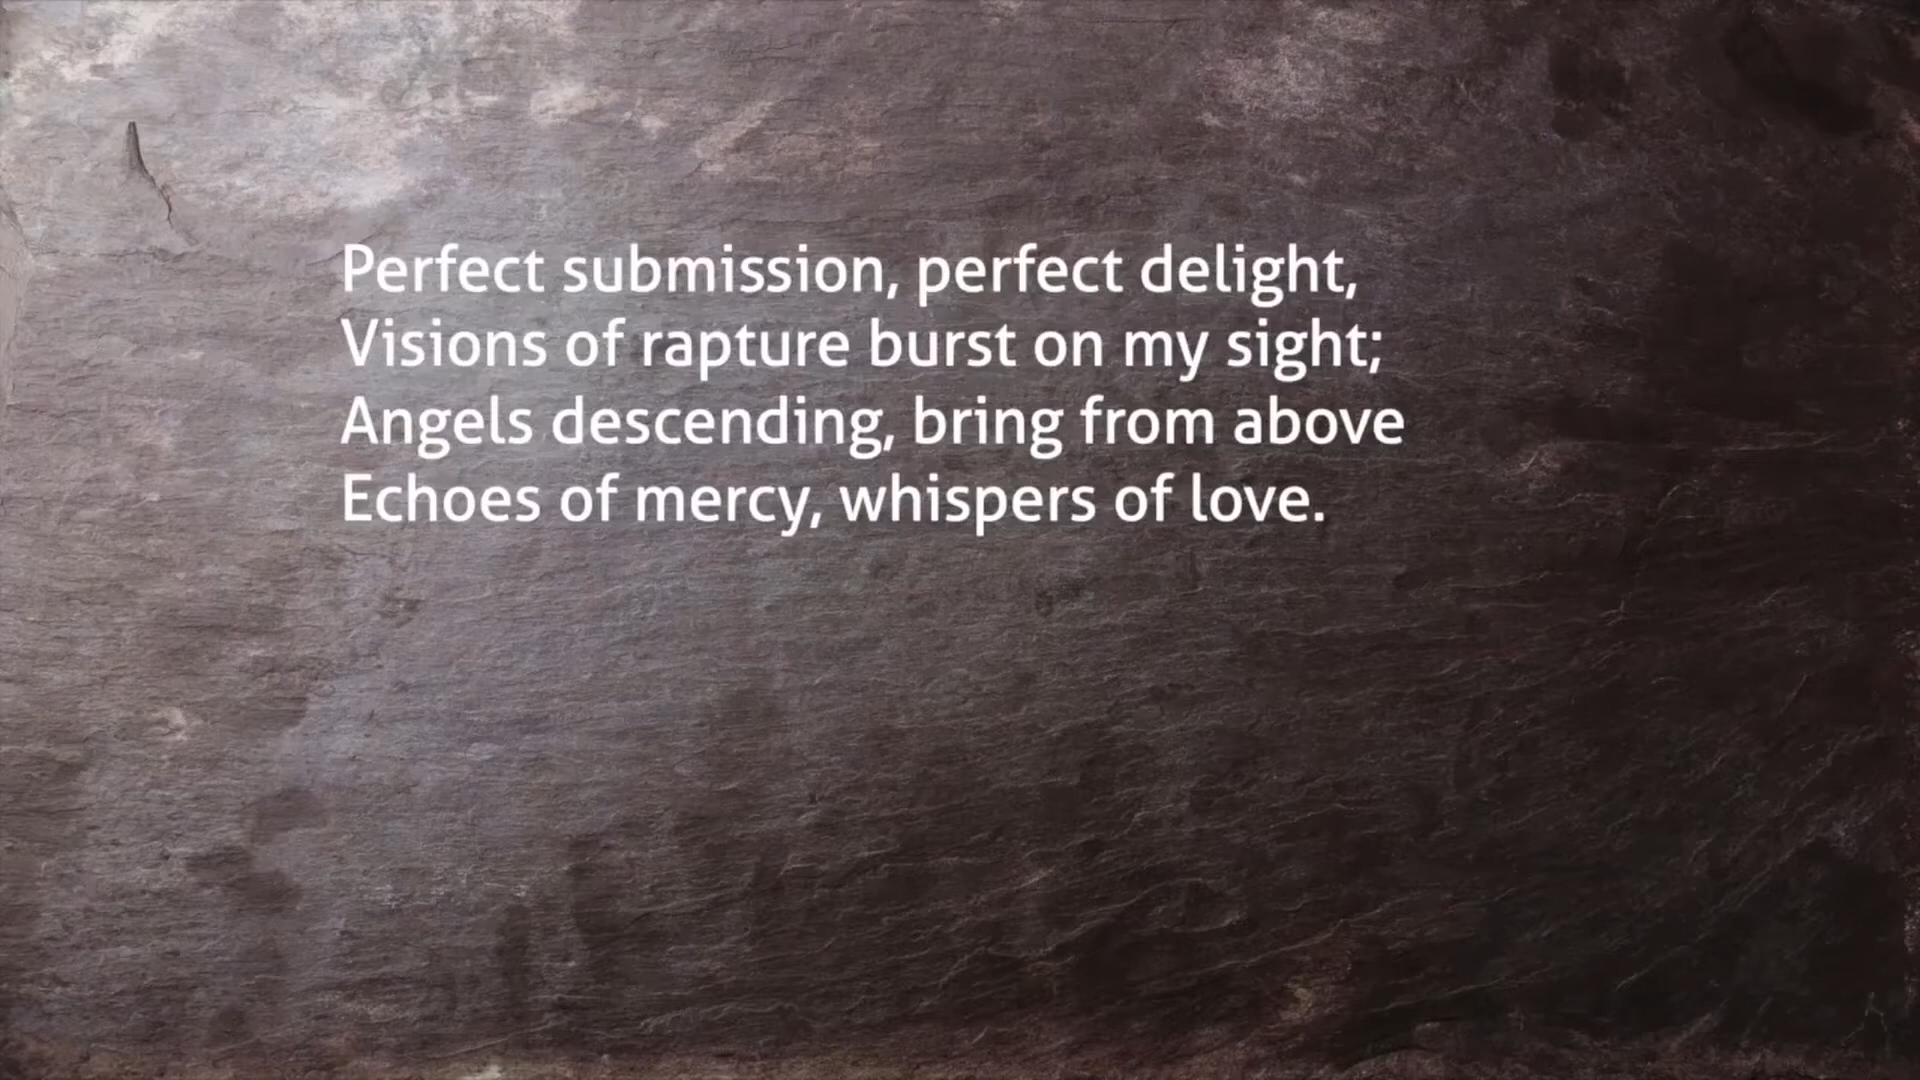 Perfect submission, perfect delight,
Visions of rapture burst on my sight;
Angels descending, bring from above
Echoes of mercy, whispers of love.